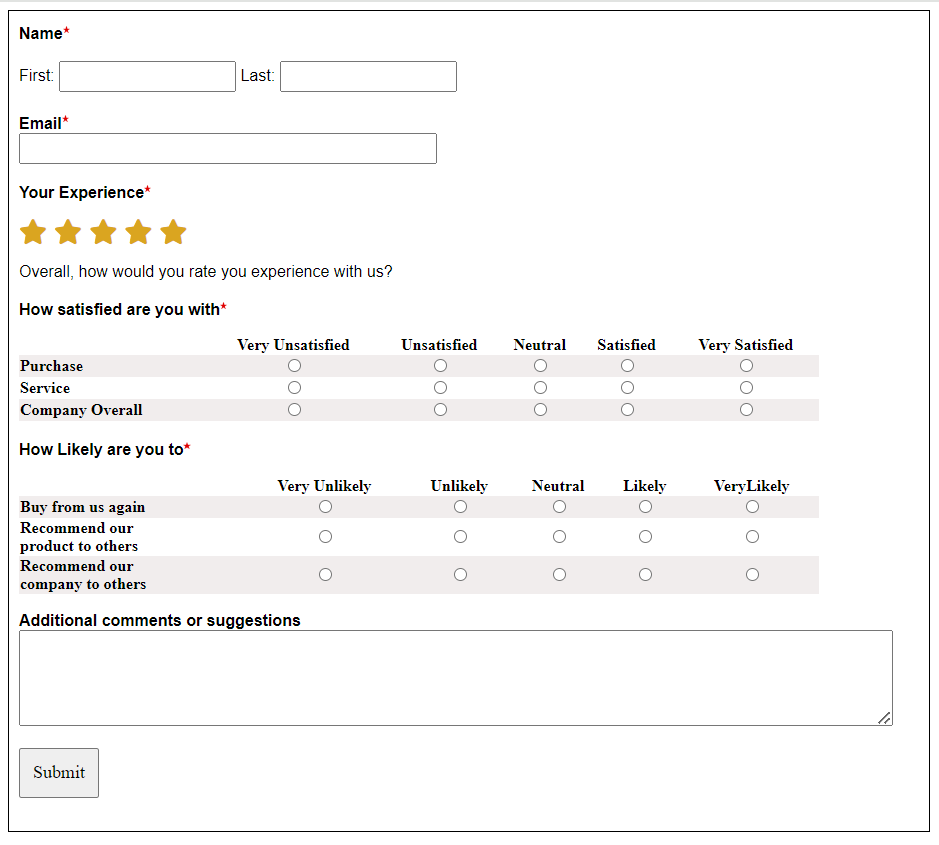 Name*
First: Last:
Email*
Your Experience*
Overall, how would you rate you experience with us?
How satisfied are you with*
Very Unsatisfied Unsatisfied Neutral Satisfied Very Satisfied
Purchase
Service
Company Overall
How Likely are you to*
Very Unlikely Unlikely Neutral Likely VeryLikely
Buy from us again
Recommend our
product to others
Recommend our
company to others
Additional comments or suggestions
Submit